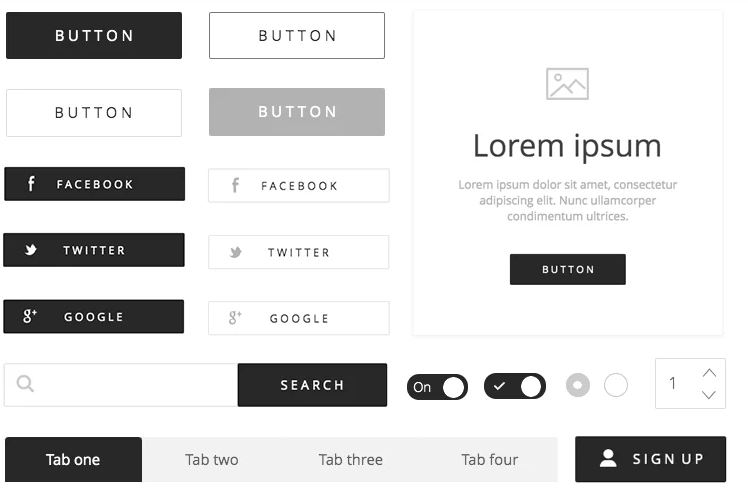 BUTTON
BUTTON
BUTTON
BUTTON
FACEBOOK
FACEBOOK
TWITTER
TWITTER
GOOGLE
GOOGLE
Lorem ipsum
Lorem ipsum dolor sit amet, consectetur
adipiscing elit. Nunc ullamcorper
condimentum ultrices.
BUTTON
SEARCH
On
1
Tab one
Tab two
Tab three
Tab four
SIGN UP